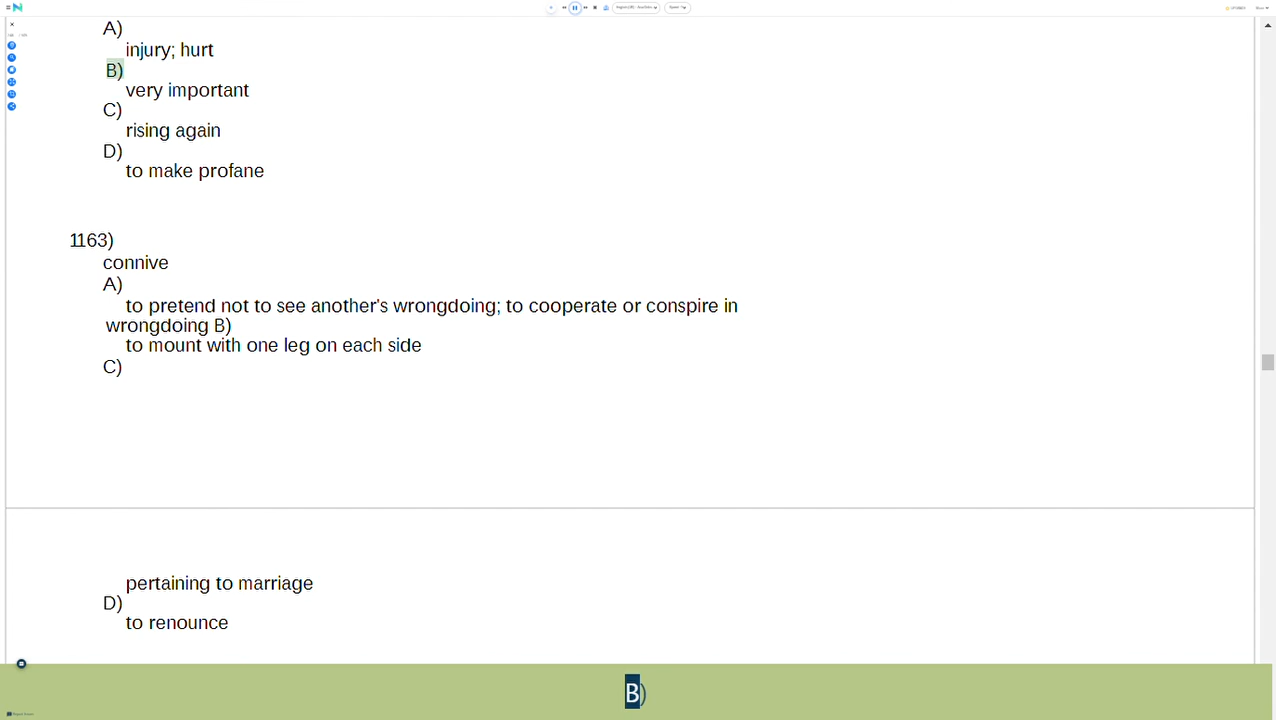 A)
injury; hurt
B)
very important
C)
rising again
D)
to make profane
1163)
connive
A)
to pretend not to see another's wrongdoing; to cooperate or conspire in
wrongdoing B)
to mount with one leg on each side
C)
pertaining to marriage
D)
to renounce
B)